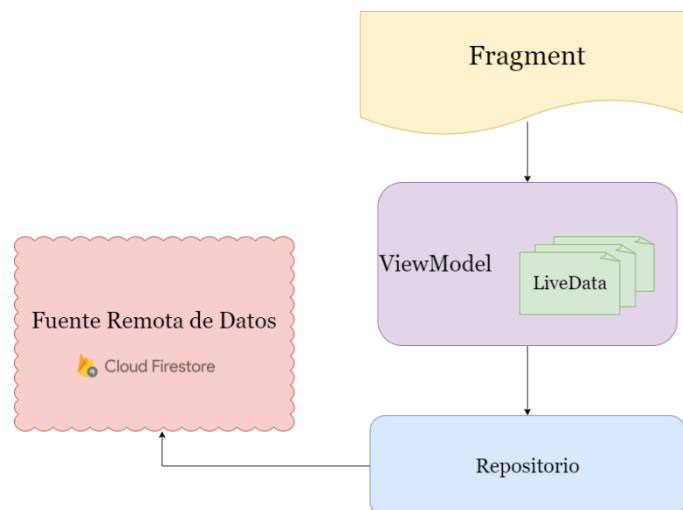 Fragment
ViewModel
LiveData
Fuente Remota de Datos
Cloud Firestore
Repositorio